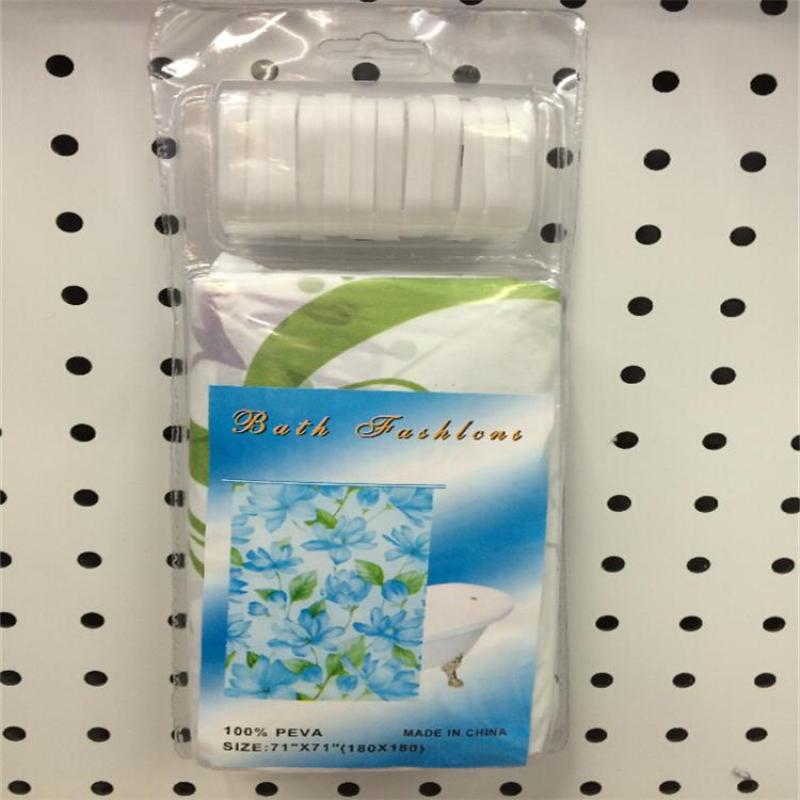 Bath Fashions
100% PEVA MADE IN CHINA
SIZE:71"X71"(180X180)